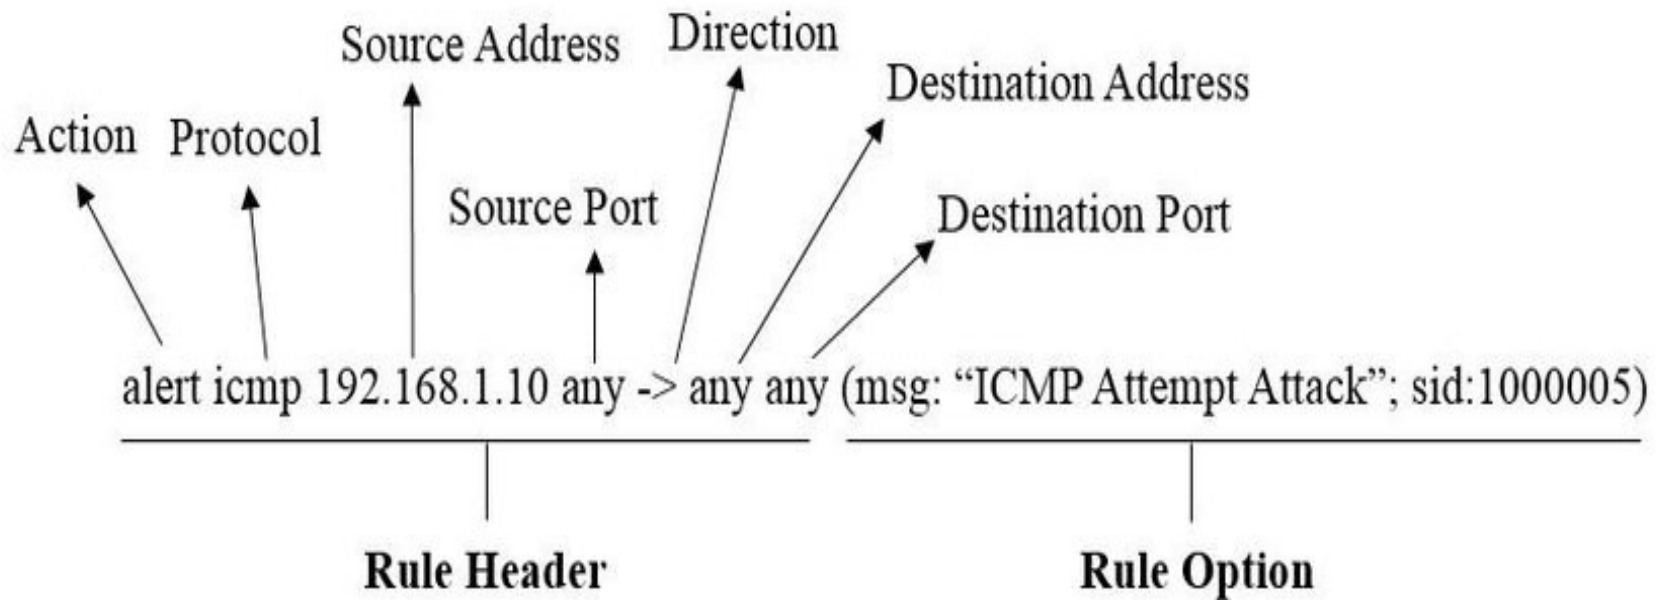 Source Address Direction
Destination Address
Action Protocol
Source Port
Destination Port
alert icmp 192.168.1.10 any -> any any (msg: “ICMP Attempt Attack”; sid:1000005)
Rule Header Rule Option